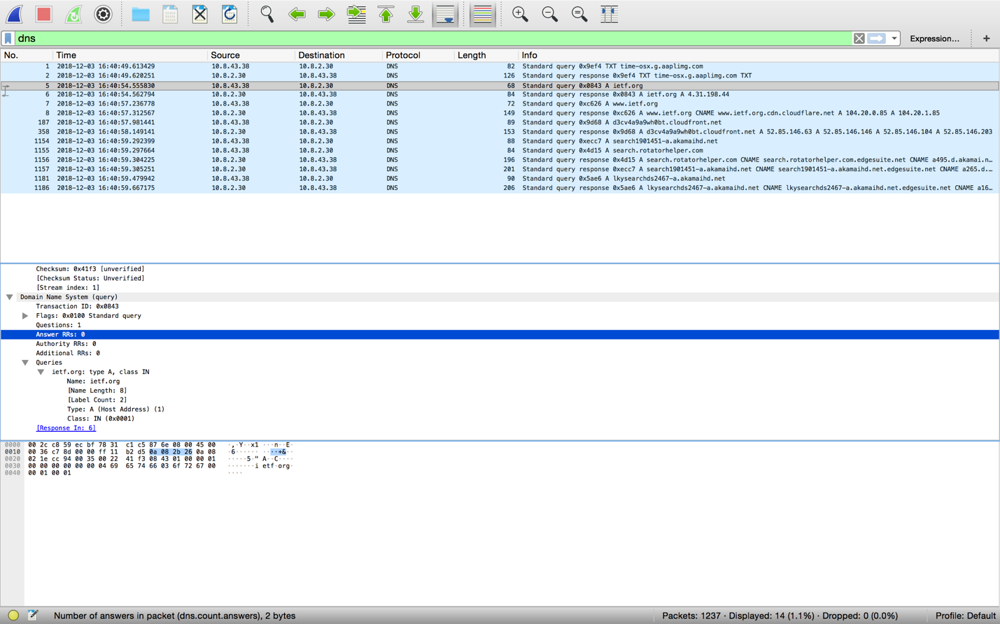 dns
Expression...
+
No. Time Source Destination Protocol Length Info
1 2018-12-03 16:40:49.613429 10.8.43.38 10.8.2.30 DNS 82 Standard query 0x9ef4 TXT time-osx.g.aaplimg.com
2 2018-12-03 16:40:49.620251 10.8.2.30 10.8.43.38 DNS 126 Standard query response 0x9ef4 TXT time-osx.g.aaplimg.com TXT
5 2018-12-03 16:40:54.555830 10.8.43.38 10.8.2.30 DNS 68 Standard query 0x0843 A ietf.org
6 2018-12-03 16:40:54.562794 10.8.2.30 10.8.43.38 DNS 84 Standard query response 0x0843 A ietf.org A 4.31.198.44
7 2018-12-03 16:40:57.236778 10.8.43.38 10.8.2.30 DNS 72 Standard query 0xc626 A www.ietf.org
8 2018-12-03 16:40:57.312567 10.8.2.30 10.8.43.38 DNS 149 Standard query response 0xc626 A www.ietf.org CNAME www.ietf.org.cdn.cloudflare.net A 104.20.0.85 A 104.20.1.85
187 2018-12-03 16:40:57.981441 10.8.43.38 10.8.2.30 DNS 89 Standard query 0x9d68 A d3cv4a9a9wh0bt.cloudfront.net
358 2018-12-03 16:40:58.149141 10.8.2.30 10.8.43.38 DNS 153 Standard query response 0x9d68 A d3cv4a9a9wh0bt.cloudfront.net A 52.85.146.63 A 52.85.146.146 A 52.85.146.104 A 52.85.146.203
1154 2018-12-03 16:40:59.292399 10.8.43.38 10.8.2.30 DNS 88 Standard query 0xecc7 A search1901451-a.akamaihd.net
1155 2018-12-03 16:40:59.297664 10.8.43.38 10.8.2.30 DNS 84 Standard query 0x4d15 A search.rotatorhelper.com
1156 2018-12-03 16:40:59.304225 10.8.2.30 10.8.43.38 DNS 196 Standard query response 0x4d15 A search.rotatorhelper.com CNAME search.rotatorhelper.com.edgesuite.net CNAME a495.d.akamai.n...
1157 2018-12-03 16:40:59.305251 10.8.2.30 10.8.43.38 DNS 201 Standard query response 0xecc7 A search1901451-a.akamaihd.net CNAME search1901451-a.akamaihd.net.edgesuite.net CNAME a265.d...
1181 2018-12-03 16:40:59.479942 10.8.43.38 10.8.2.30 DNS 90 Standard query 0x5ae6 A lkysearchds2467-a.akamaihd.net
1186 2018-12-03 16:40:59.667175 10.8.2.30 10.8.43.38 DNS 206 Standard query response 0x5ae6 A lkysearchds2467-a.akamaihd.net CNAME lkysearchds2467-a.akamaihd.net.edgesuite.net CNAME a16...
Checksum: 0x41f3 [unverified]
[Checksum Status: Unverified]
[Stream index: 1]
Domain Name System (query)
Transaction ID: 0x0843
Flags: 0x0100 Standard query
Questions: 1
Answer RRs: 0
Authority RRs: 0
Additional RRs: 0
Queries
ietf.org: type A, class IN
Name: ietf.org
[Name Length: 8]
[Label Count: 2]
Type: A (Host Address) (1)
Class: IN (0x0001)
[Response In: 6]
0000 00 2c c8 59 ec bf 78 31 c1 c5 87 6e 08 00 45 00 ·,·Y··x1 ···n··E·
0010 00 36 c7 8d 00 00 ff 11 b2 d5 0a 08 2b 26 0a 08 ·6······ ····+&··
0020 02 1e cc 94 00 35 00 22 41 f3 08 43 01 00 00 01 ·····5·" A··C····
0030 00 00 00 00 00 00 04 69 65 74 66 03 6f 72 67 00 ·······i etf·org·
0040 00 01 00 01 ····
Number of answers in packet (dns.count.answers), 2 bytes
Packets: 1237 · Displayed: 14 (1.1%) · Dropped: 0 (0.0%)
Profile: Default